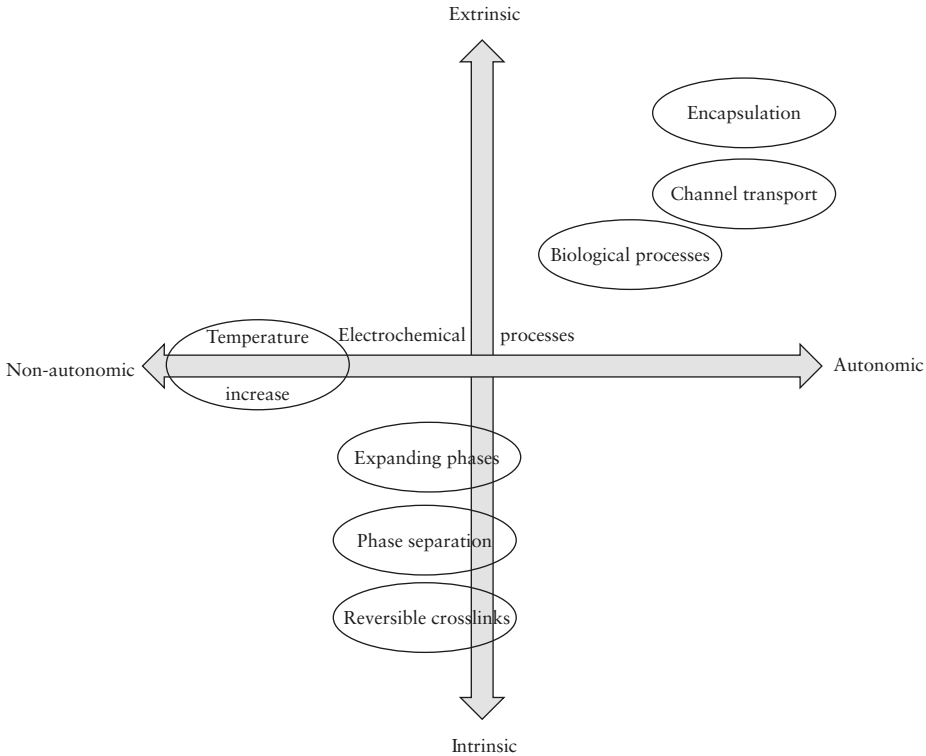 Extrinsic
Encapsulation
Channel transport
Biological processes
Temperature
Electrochemical processes
Non-autonomic
Autonomic
increase
Expanding phases
Phase separation
Reversible crosslinks
Intrinsic